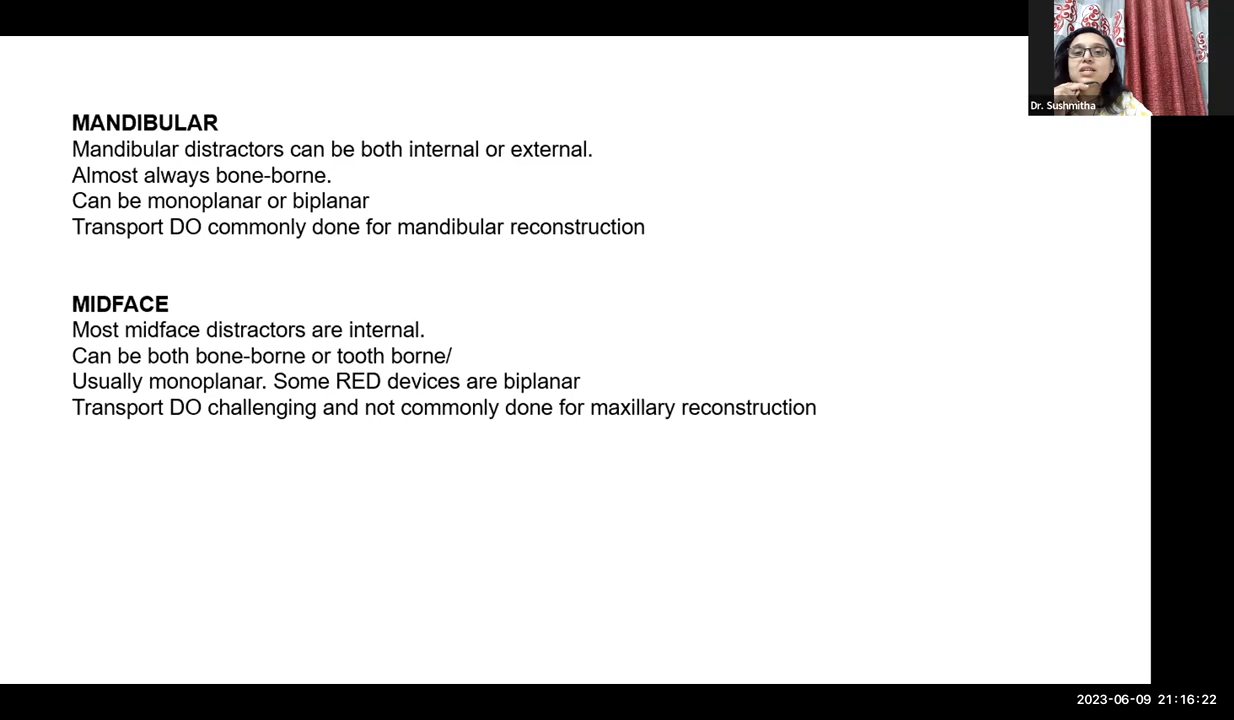 Dr. Sushmitha
MANDIBULAR
Mandibular distractors can be both internal or external.
Almost always bone-borne.
Can be monoplanar or biplanar
Transport DO commonly done for mandibular reconstruction
MIDFACE
Most midface distractors are internal.
Can be both bone-borne or tooth borne/
Usually monoplanar. Some RED devices are biplanar
Transport DO challenging and not commonly done for maxillary reconstruction
2023-06-09 21:16:22